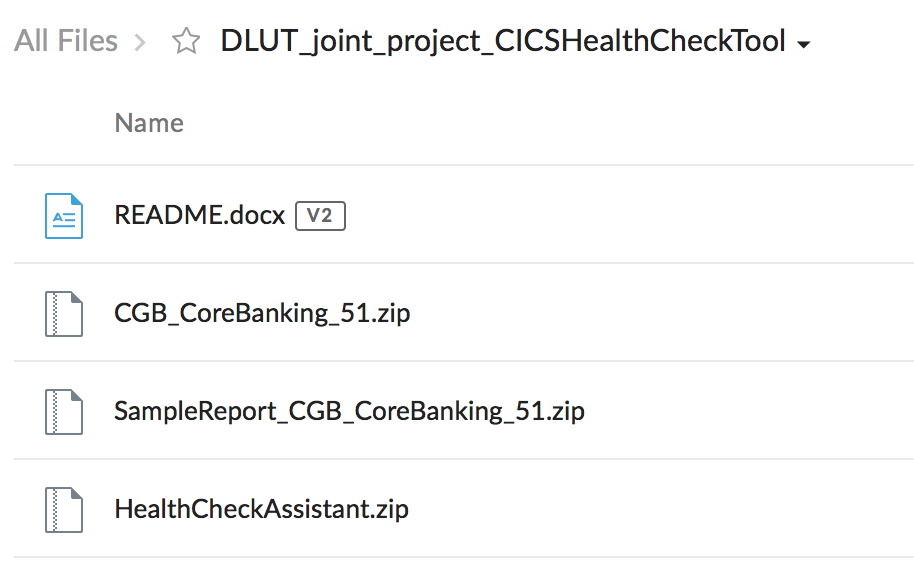 All Files > DLUT_joint_project_CICSHealthCheckTool
Name
README.docx V2
CGB_CoreBanking_51.zip
SampleReport_CGB_CoreBanking_51.zip
HealthCheckAssistant.zip